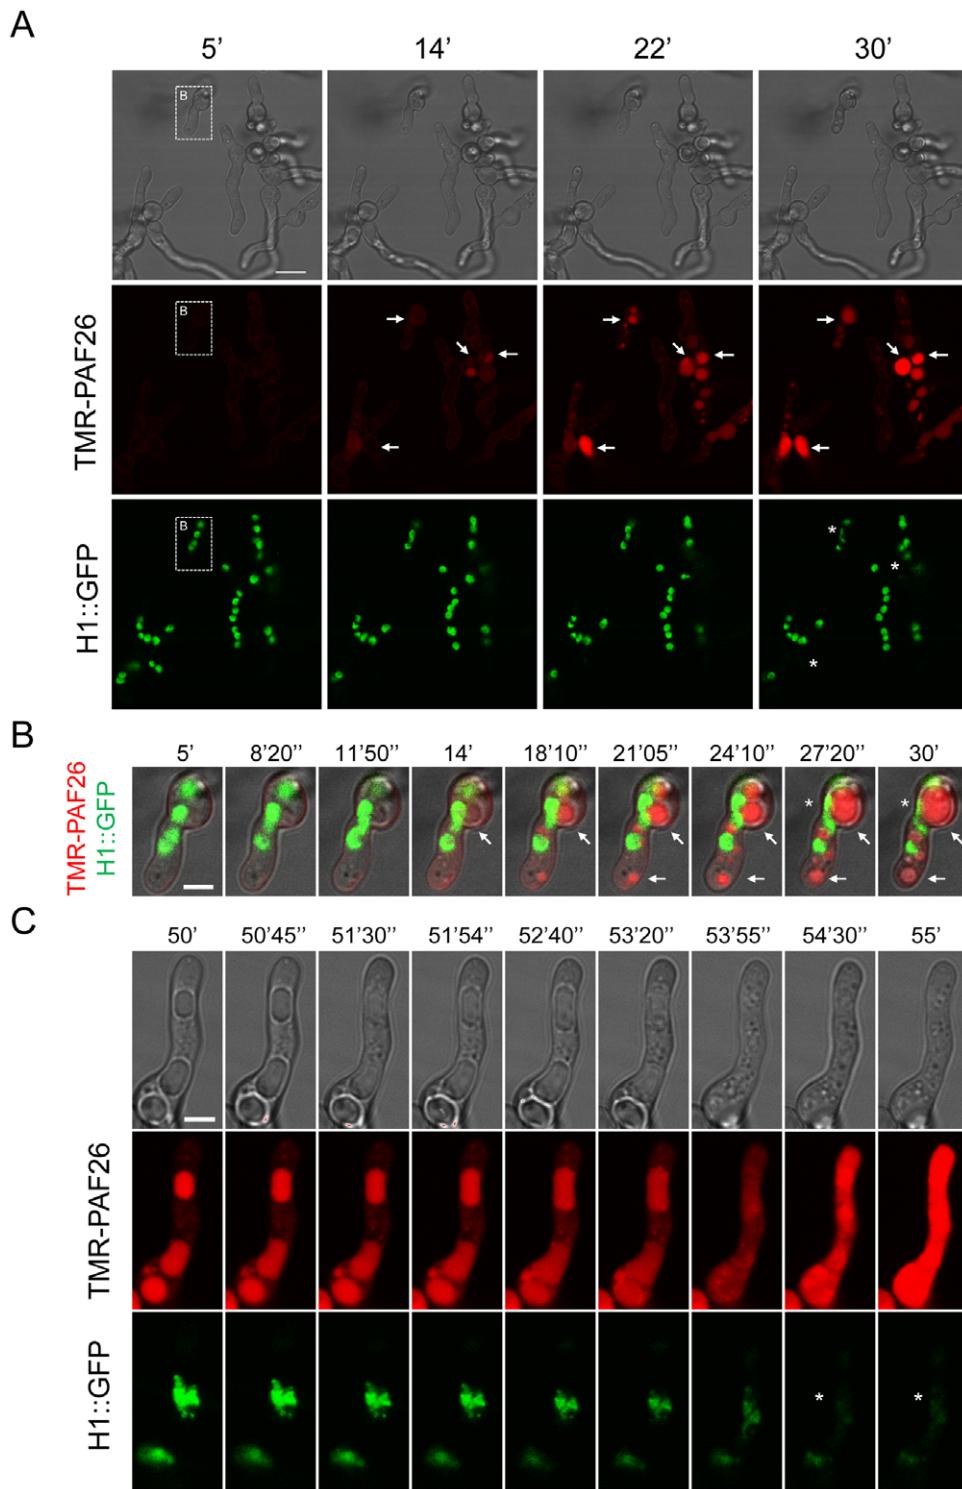 A
5’ 14’ 22’ 30’
B
TMR-PAF26
B
H1::GFP
B
* * *
B
5’ 8’20’’ 11’50’’ 14’ 18’10’’ 21’05’’ 24’10’’ 27’20’’ 30’
TMR-PAF26
H1::GFP
* *
C
50’ 50’45’’ 51’30’’ 51’54’’ 52’40’’ 53’20’’ 53’55’’ 54’30’’ 55’
TMR-PAF26
H1::GFP
* *